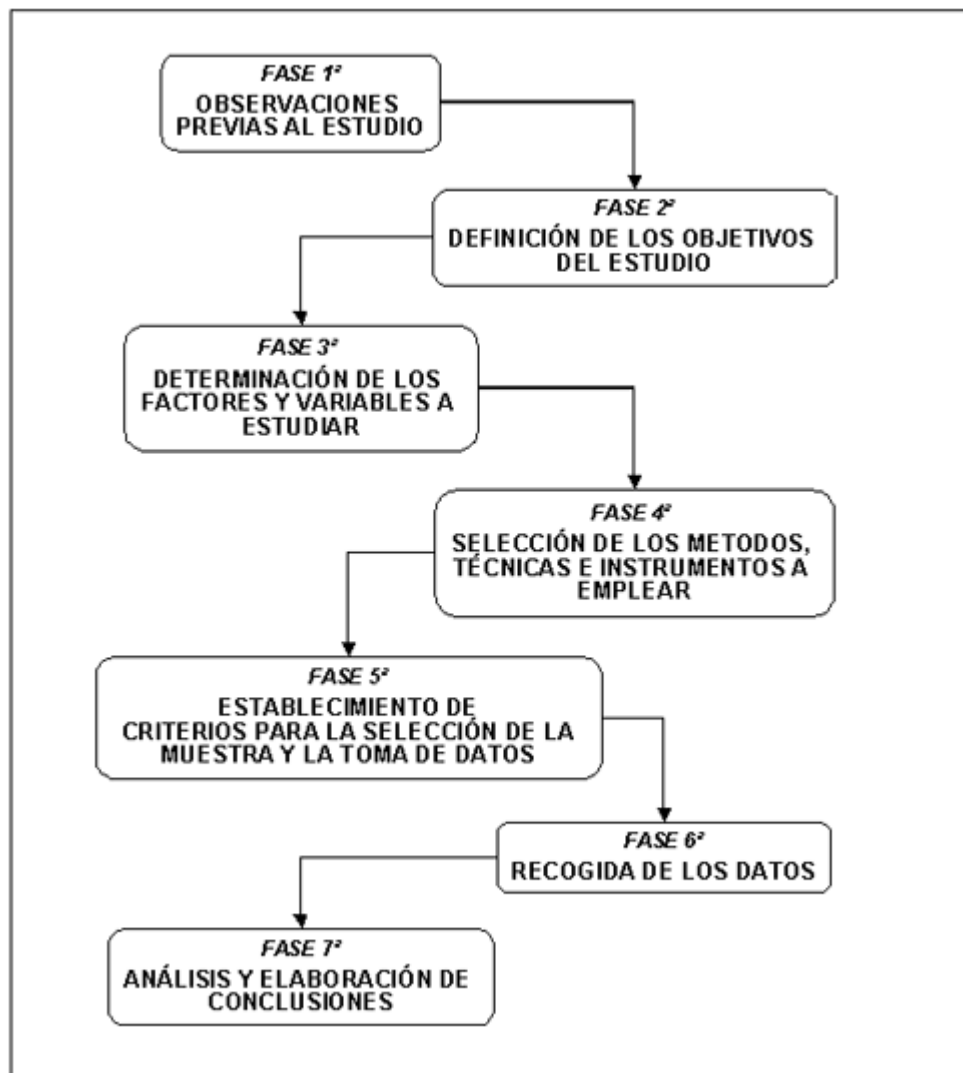 FASE 1ª
OBSERVACIONES
PREVIAS AL ESTUDIO
FASE 2ª
DEFINICIÓN DE LOS OBJETIVOS
DEL ESTUDIO
FASE 3ª
DETERMINACIÓN DE LOS
FACTORES Y VARIABLES A
ESTUDIAR
FASE 4ª
SELECCIÓN DE LOS METODOS,
TÉCNICAS E INSTRUMENTOS A
EMPLEAR
FASE 5ª
ESTABLECIMIENTO DE
CRITERIOS PARA LA SELECCIÓN DE LA
MUESTRA Y LA TOMA DE DATOS
FASE 6ª
RECOGIDA DE LOS DATOS
FASE 7ª
ANÁLISIS Y ELABORACIÓN DE
CONCLUSIONES